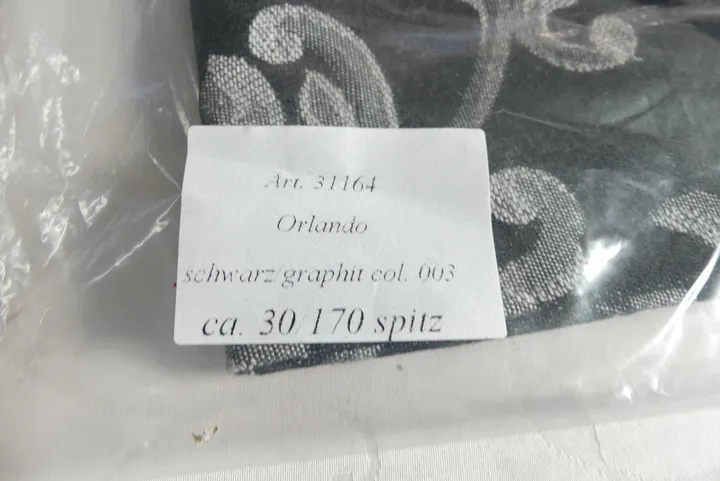 Art. 31164
Orlando
schwarz/graphit col. 003
ca. 30/170 spitz